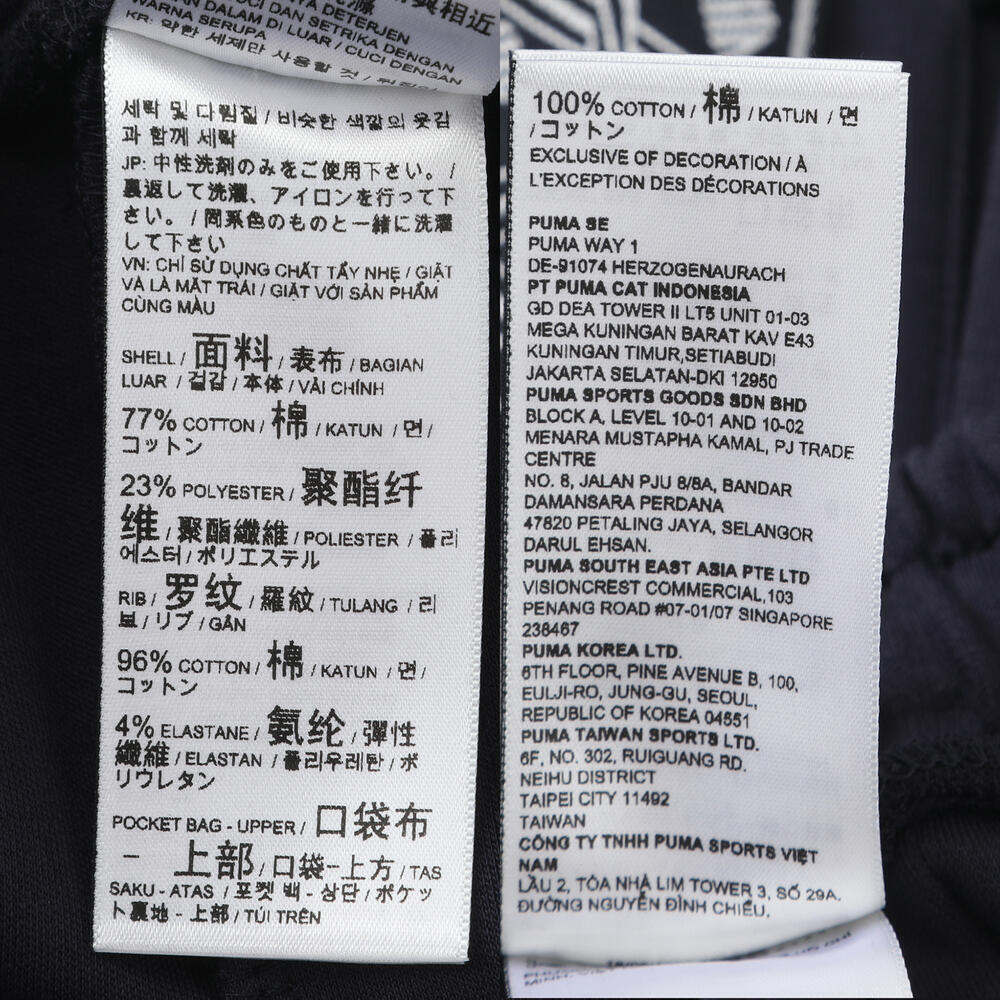 與相近
CUCI DAN SETRIKA DENGAN
WARNA DALAM DI LUAR / CUCI DENGAN
WARNA SERUPA
KR: 약한 세제만 사용할 것 /
세탁 및 다림질 / 비슷한 색깔의 옷감
과 함께 세탁
JP: 中性洗剤のみをご使用下さい。/
裏返して洗濯、アイロンを行って下
さい。/ 同系色のものと一緒に洗濯
して下さい
VN: CHỈ SỬ DỤNG CHẤT TẨY NHẸ / GIẶT
VÀ LÀ MẶT TRÁI / GIẶT VỚI SẢN PHẨM
CÙNG MÀU
SHELL / 面料 / 表布 / BAGIAN
LUAR / 겉감 / 本体 / VẢI CHÍNH
77% COTTON / 棉 / KATUN / 면 /
コットン
23% POLYESTER / 聚酯纤
维 / 聚酯纖維 / POLIESTER / 폴리
에스터 / ポリエステル
RIB / 罗纹 / 羅紋 / TULANG / 리
브 / リブ / GÂN
96% COTTON / 棉 / KATUN / 면 /
コットン
4% ELASTANE / 氨纶 / 彈性
纖維 / ELASTAN / 폴리우레탄 / ポ
リウレタン
POCKET BAG - UPPER / 口袋布
- 上部 / 口袋-上方 / TAS
SAKU - ATAS / 포켓 백 - 상단 / ポケッ
ト裏地 - 上部 / TÚI TRÊN
100% COTTON / 棉 / KATUN / 면
/ コットン
EXCLUSIVE OF DECORATION / À
L'EXCEPTION DES DÉCORATIONS
PUMA SE
PUMA WAY 1
DE-91074 HERZOGENAURACH
PT PUMA CAT INDONESIA
GD DEA TOWER II LT5 UNIT 01-03
MEGA KUNINGAN BARAT KAV E43
KUNINGAN TIMUR,SETIABUDI
JAKARTA SELATAN-DKI 12950
PUMA SPORTS GOODS SDN BHD
BLOCK A, LEVEL 10-01 AND 10-02
MENARA MUSTAPHA KAMAL, PJ TRADE
CENTRE
NO. 8, JALAN PJU 8/8A, BANDAR
DAMANSARA PERDANA
47820 PETALING JAYA, SELANGOR
DARUL EHSAN.
PUMA SOUTH EAST ASIA PTE LTD
VISIONCREST COMMERCIAL,103
PENANG ROAD #07-01/07 SINGAPORE
238467
PUMA KOREA LTD.
6TH FLOOR, PINE AVENUE B, 100,
EULJI-RO, JUNG-GU, SEOUL,
REPUBLIC OF KOREA 04551
PUMA TAIWAN SPORTS LTD.
6F, NO. 302, RUIGUANG RD.
NEIHU DISTRICT
TAIPEI CITY 11492
TAIWAN
CÔNG TY TNHH PUMA SPORTS VIỆT
NAM
LẦU 2, TÒA NHÀ LIM TOWER 3, SỐ 29A.
ĐƯỜNG NGUYỄN ĐÌNH CHIỂU,